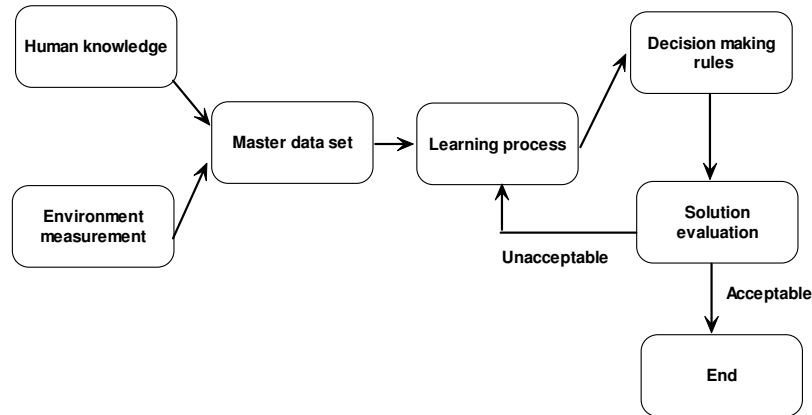 Human knowledge
Decision making
rules
Master data set
Learning process
Environment
measurement
Solution
evaluation
Unacceptable
Acceptable
End